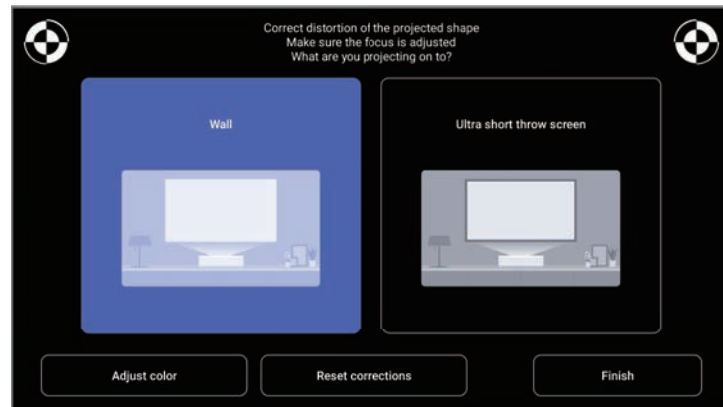 Correct distortion of the projected shape
Make sure the focus is adjusted
What are you projecting on to?
Wall
Ultra short throw screen
Adjust color
Reset corrections
Finish